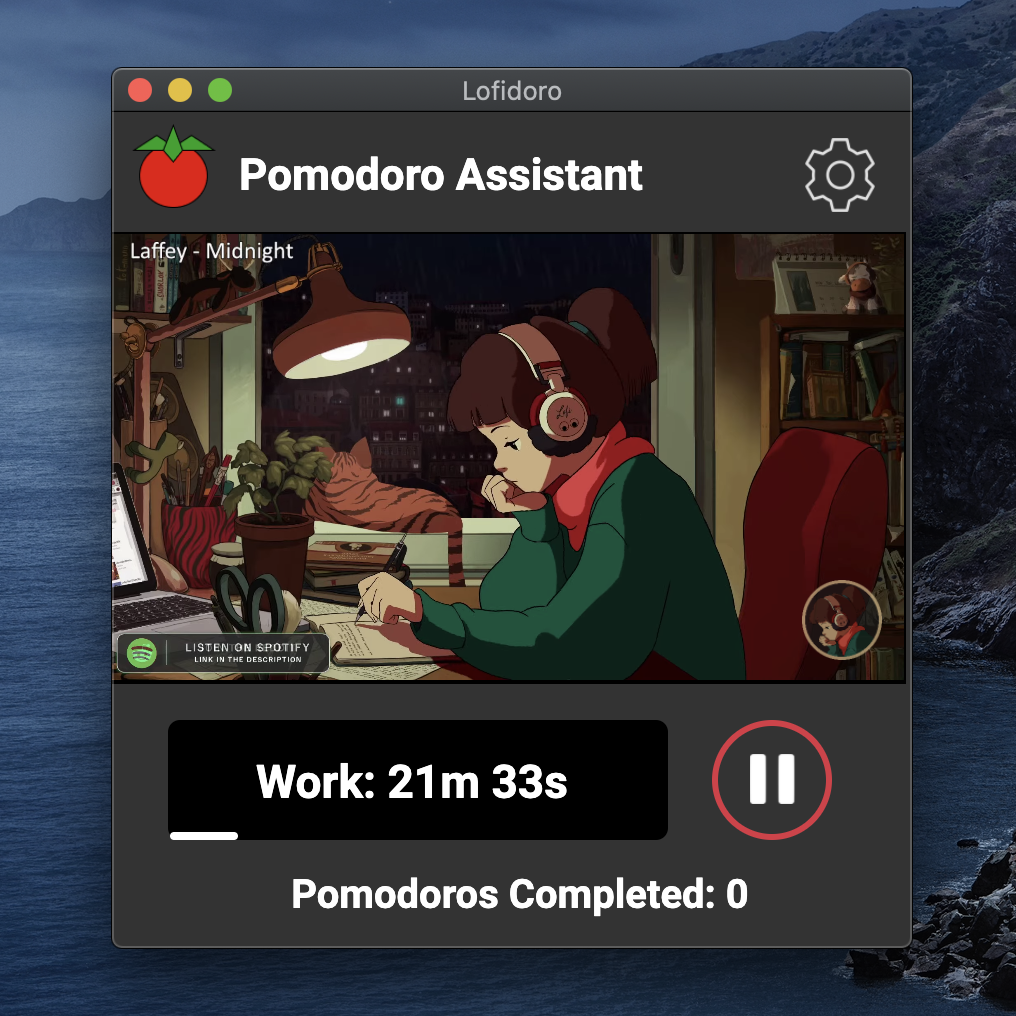 Lofidoro
Pomodoro Assistant
Laffey - Midnight
LISTEN ON SPOTIFY
LINK IN THE DESCRIPTION
Work: 21m 33s
Pomodoros Completed: 0